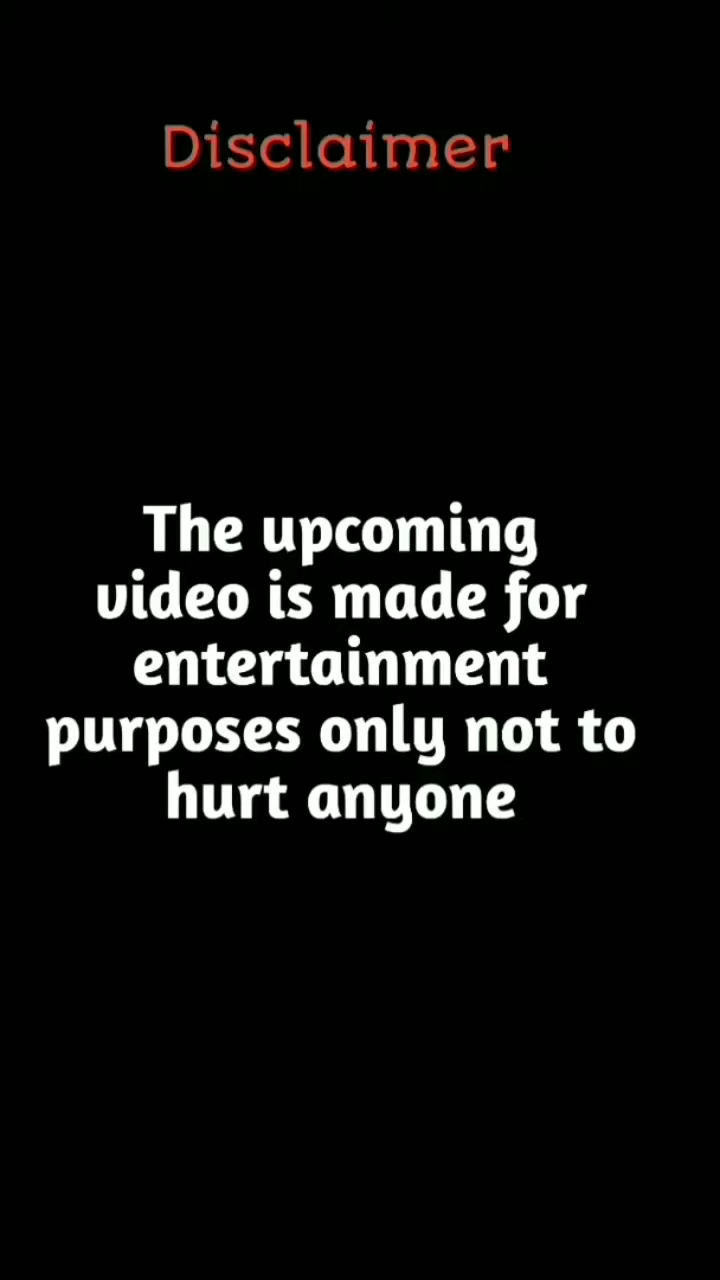 Disclaimer
The upcoming
video is made for
entertainment
purposes only not to
hurt anyone